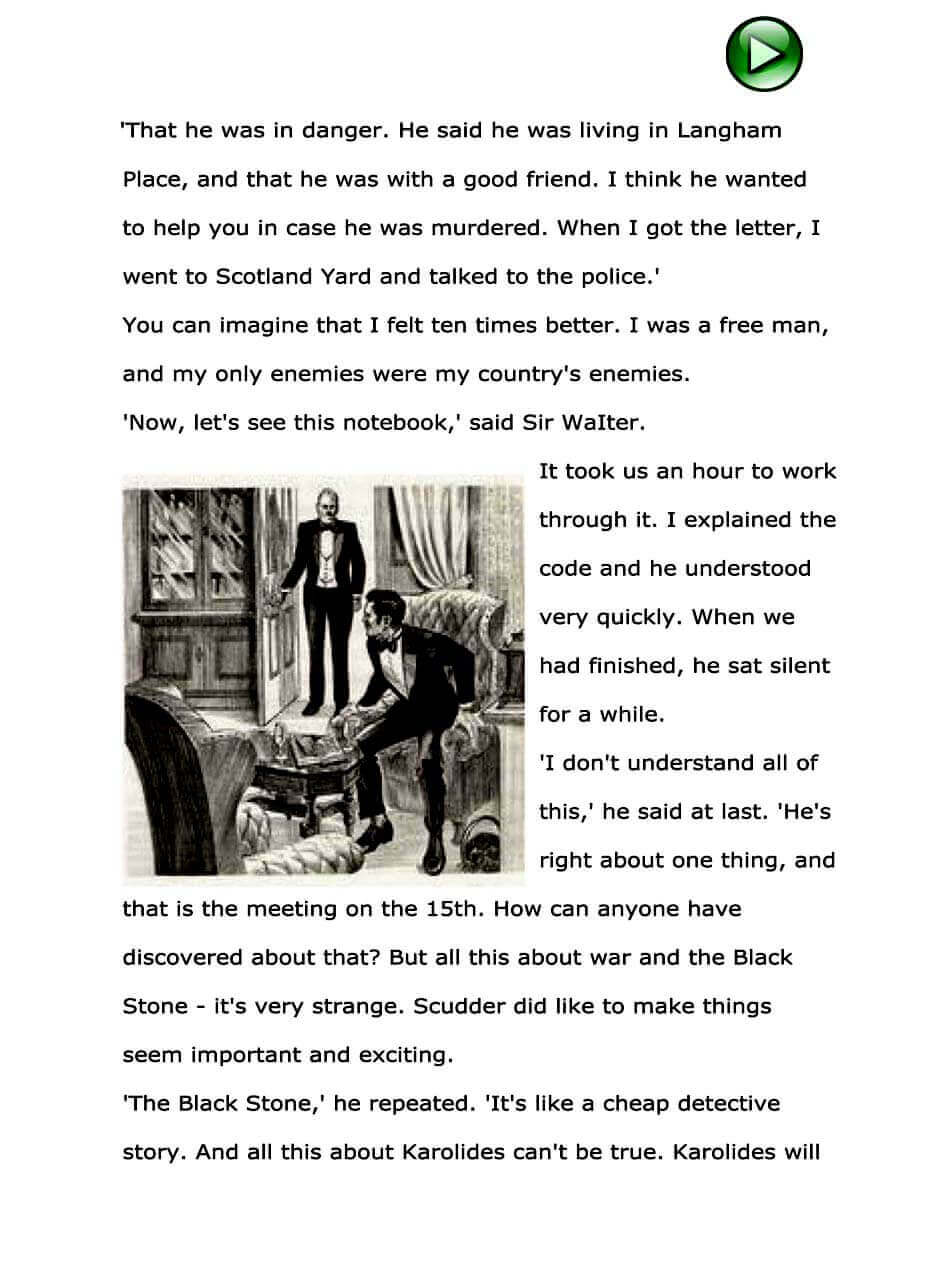 'That he was in danger. He said he was living in Langham
Place, and that he was with a good friend. I think he wanted
to help you in case he was murdered. When I got the letter, I
went to Scotland Yard and talked to the police.'
You can imagine that I felt ten times better. I was a free man,
and my only enemies were my country's enemies.
'Now, let's see this notebook,' said Sir WaIter.
It took us an hour to work
through it. I explained the
code and he understood
very quickly. When we
had finished, he sat silent
for a while.
'I don't understand all of
this,' he said at last. 'He's
right about one thing, and
that is the meeting on the 15th. How can anyone have
discovered about that? But all this about war and the Black
Stone - it's very strange. Scudder did like to make things
seem important and exciting.
'The Black Stone,' he repeated. 'It's like a cheap detective
story. And all this about Karolides can't be true. Karolides will